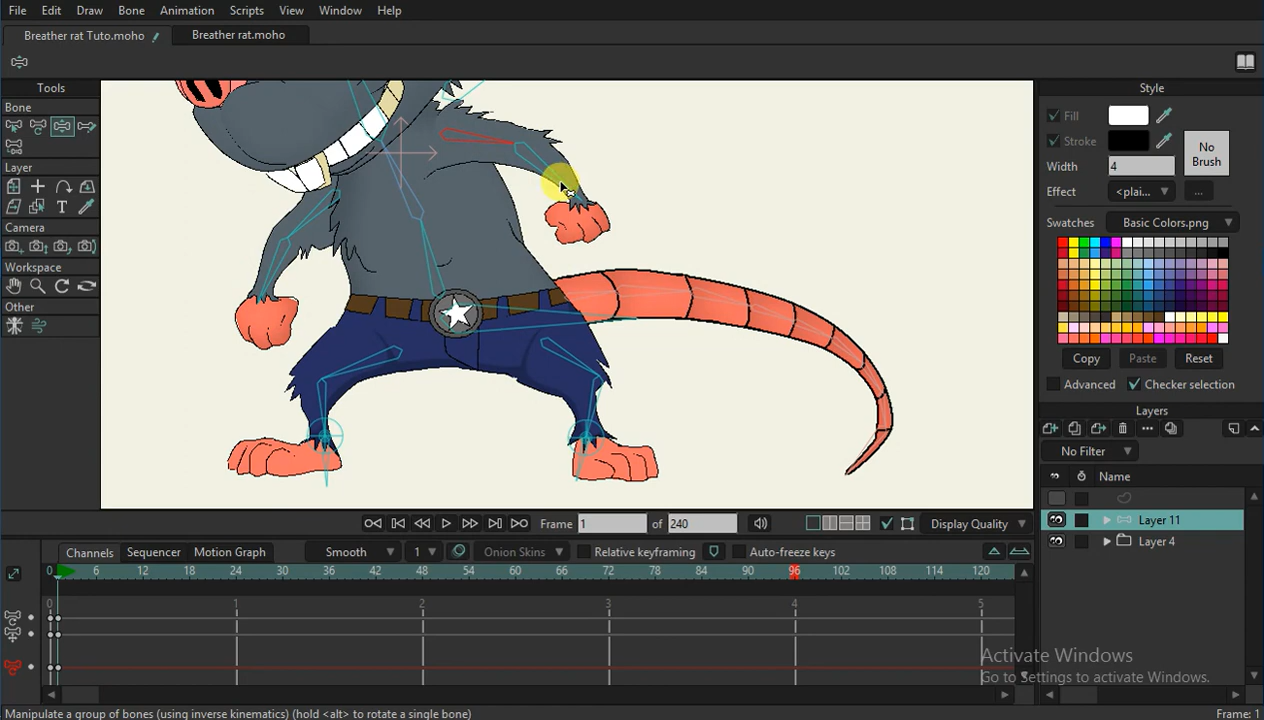 File Edit Draw Bone Animation Scripts View Window Help
Breather rat Tuto.moho Breather rat.moho
Tools
Bone
Layer
Camera
Workspace
Other
Style
Fill
Stroke
No Brush
Width 4
Effect <plai... ...
Swatches Basic Colors.png
Copy Paste Reset
Advanced Checker selection
Layers
No Filter
Name
Layer 11
Layer 4
Frame 1 of 240 Display Quality
Channels Sequencer Motion Graph Smooth 1 Onion Skins Relative keyframing Auto-freeze keys
0 6 12 18 24 30 36 42 48 54 60 66 72 78 84 90 96 102 108 114 120
0 1 2 3 4 5
Activate Windows
Go to Settings to activate Windows.
Manipulate a group of bones (using inverse kinematics) (hold <alt> to rotate a single bone) Frame: 1